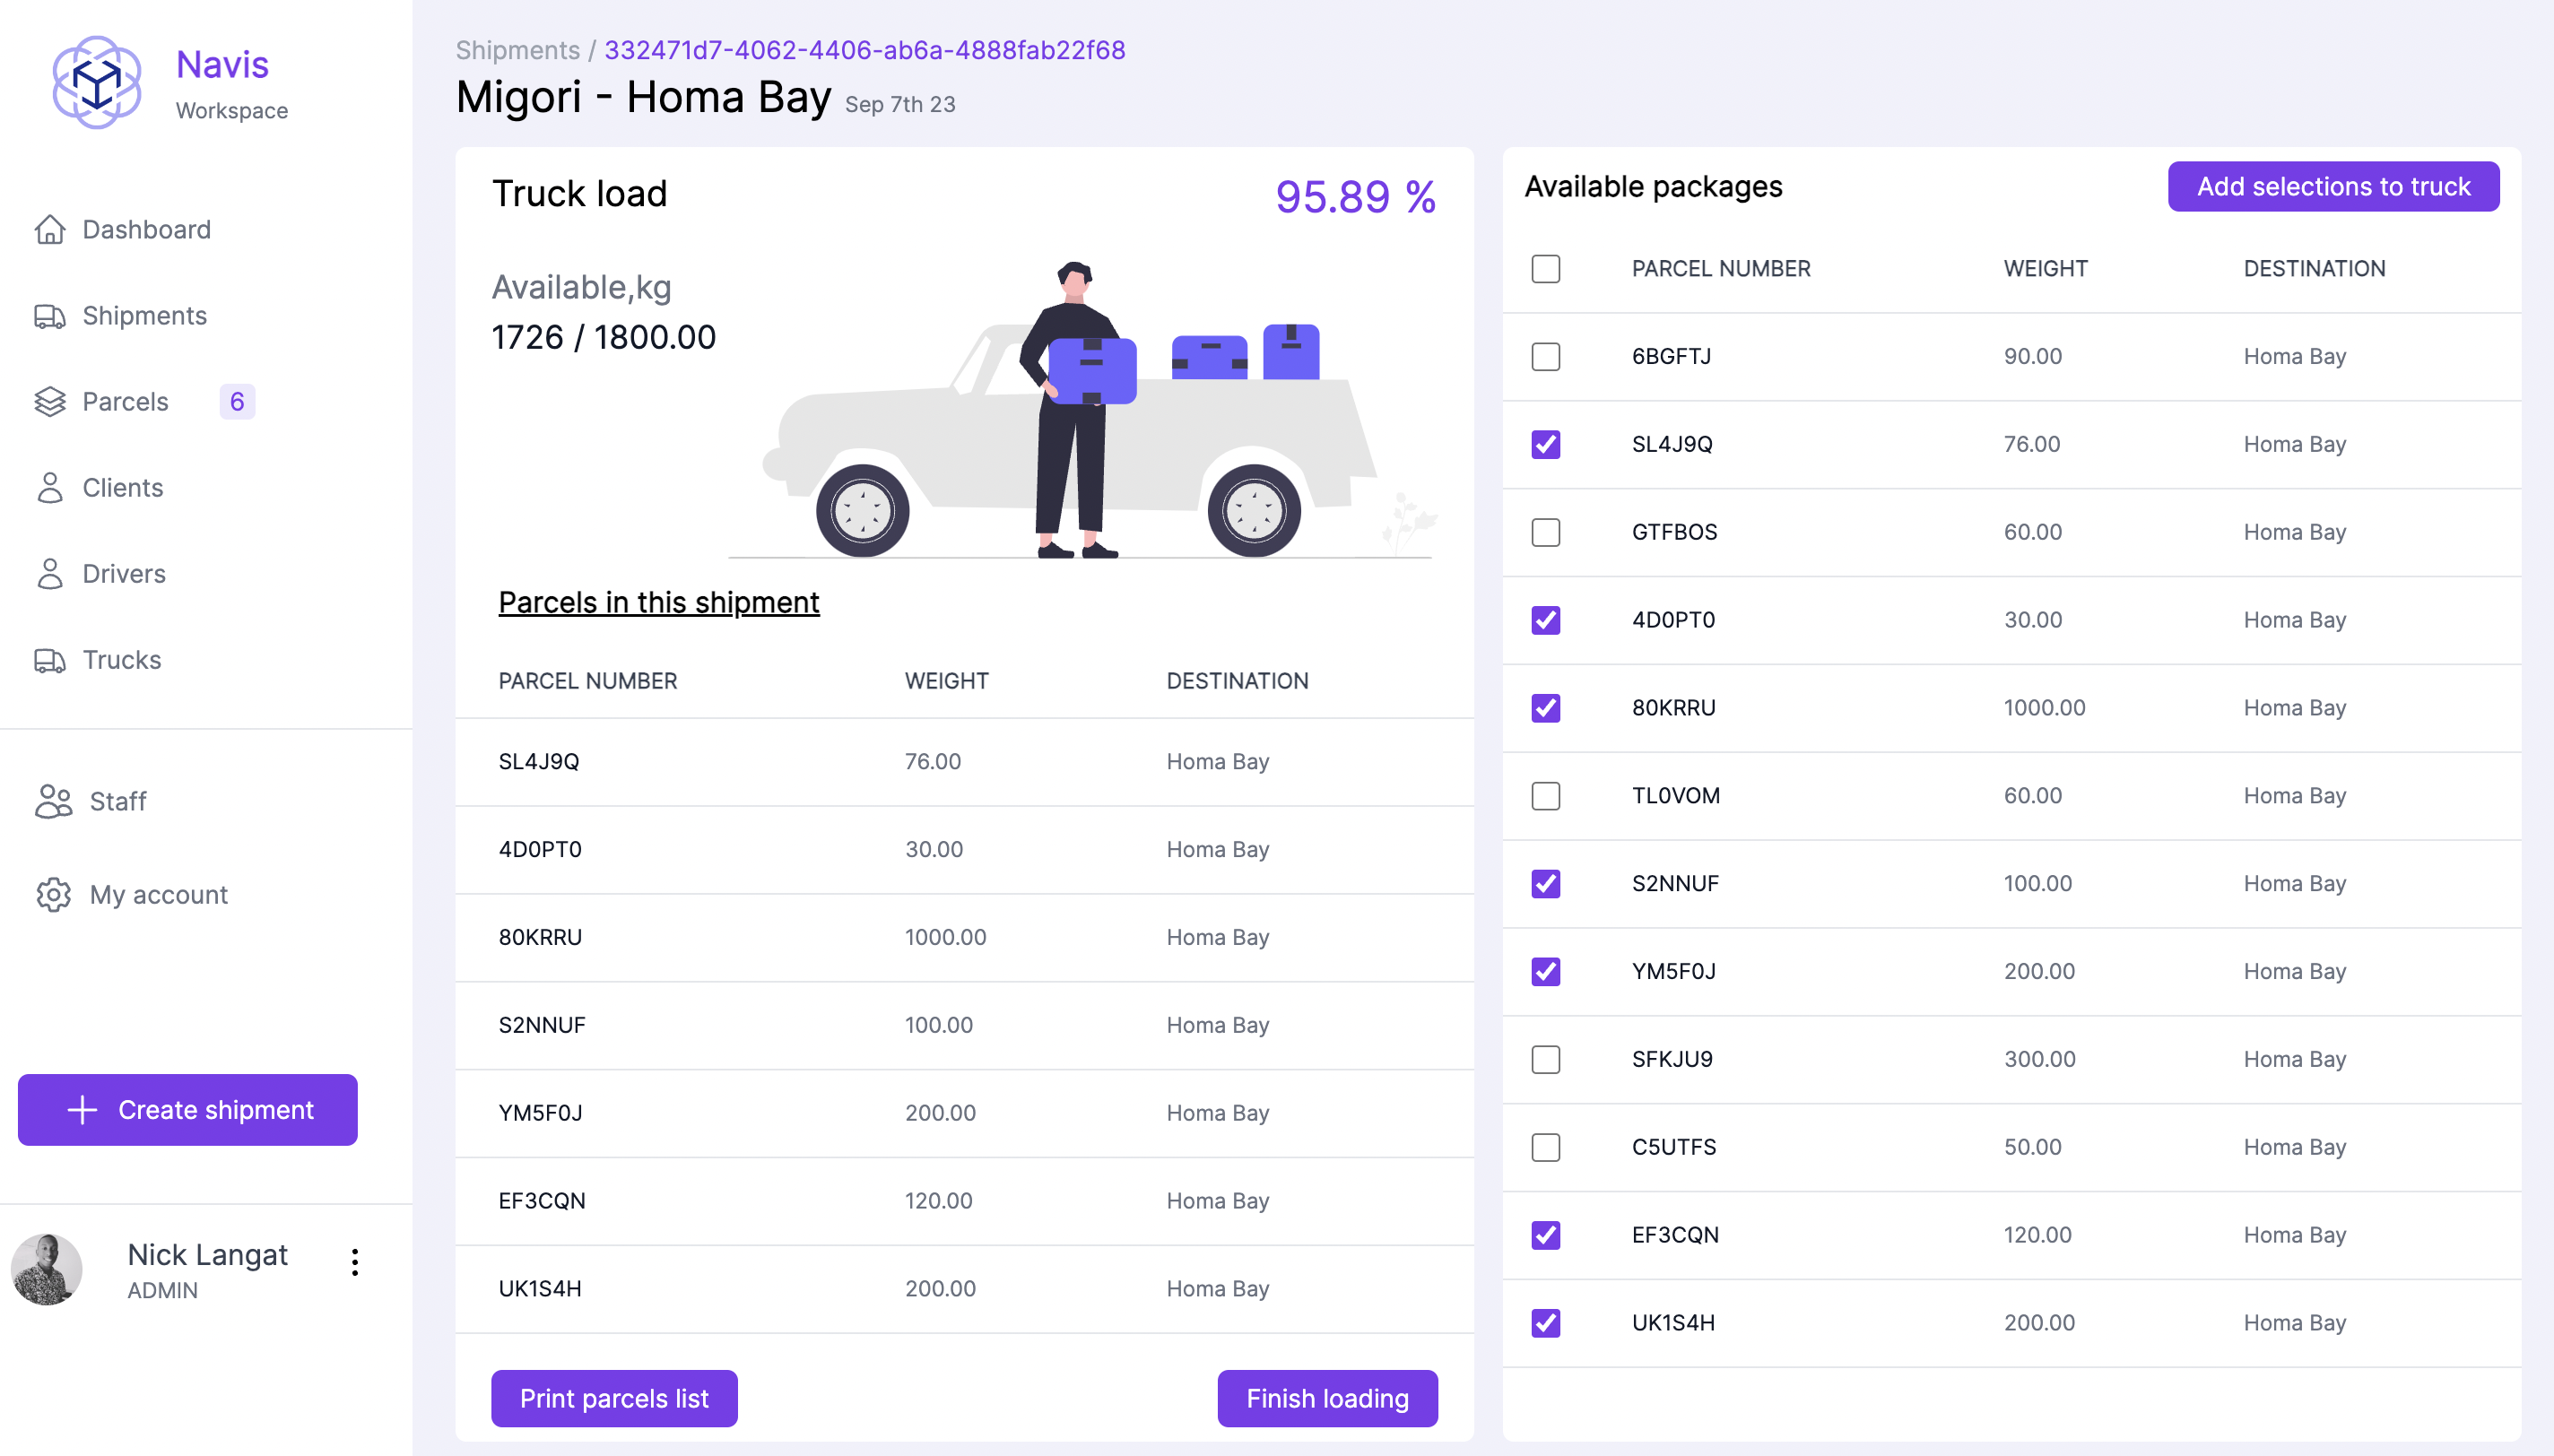 Navis
Workspace
Dashboard
Shipments
Parcels 6
Clients
Drivers
Trucks
Staff
My account
Create shipment
Nick Langat
ADMIN
Shipments / 332471d7-4062-4406-ab6a-4888fab22f68
Migori - Homa Bay Sep 7th 23
Truck load 95.89 %
Available,kg
1726 / 1800.00
Parcels in this shipment
PARCEL NUMBER WEIGHT DESTINATION
SL4J9Q 76.00 Homa Bay
4D0PT0 30.00 Homa Bay
80KRRU 1000.00 Homa Bay
S2NNUF 100.00 Homa Bay
YM5F0J 200.00 Homa Bay
EF3CQN 120.00 Homa Bay
UK1S4H 200.00 Homa Bay
Print parcels list Finish loading
Available packages Add selections to truck
PARCEL NUMBER WEIGHT DESTINATION
6BGFTJ 90.00 Homa Bay
SL4J9Q 76.00 Homa Bay
GTFBOS 60.00 Homa Bay
4D0PT0 30.00 Homa Bay
80KRRU 1000.00 Homa Bay
TL0VOM 60.00 Homa Bay
S2NNUF 100.00 Homa Bay
YM5F0J 200.00 Homa Bay
SFKJU9 300.00 Homa Bay
C5UTFS 50.00 Homa Bay
EF3CQN 120.00 Homa Bay
UK1S4H 200.00 Homa Bay